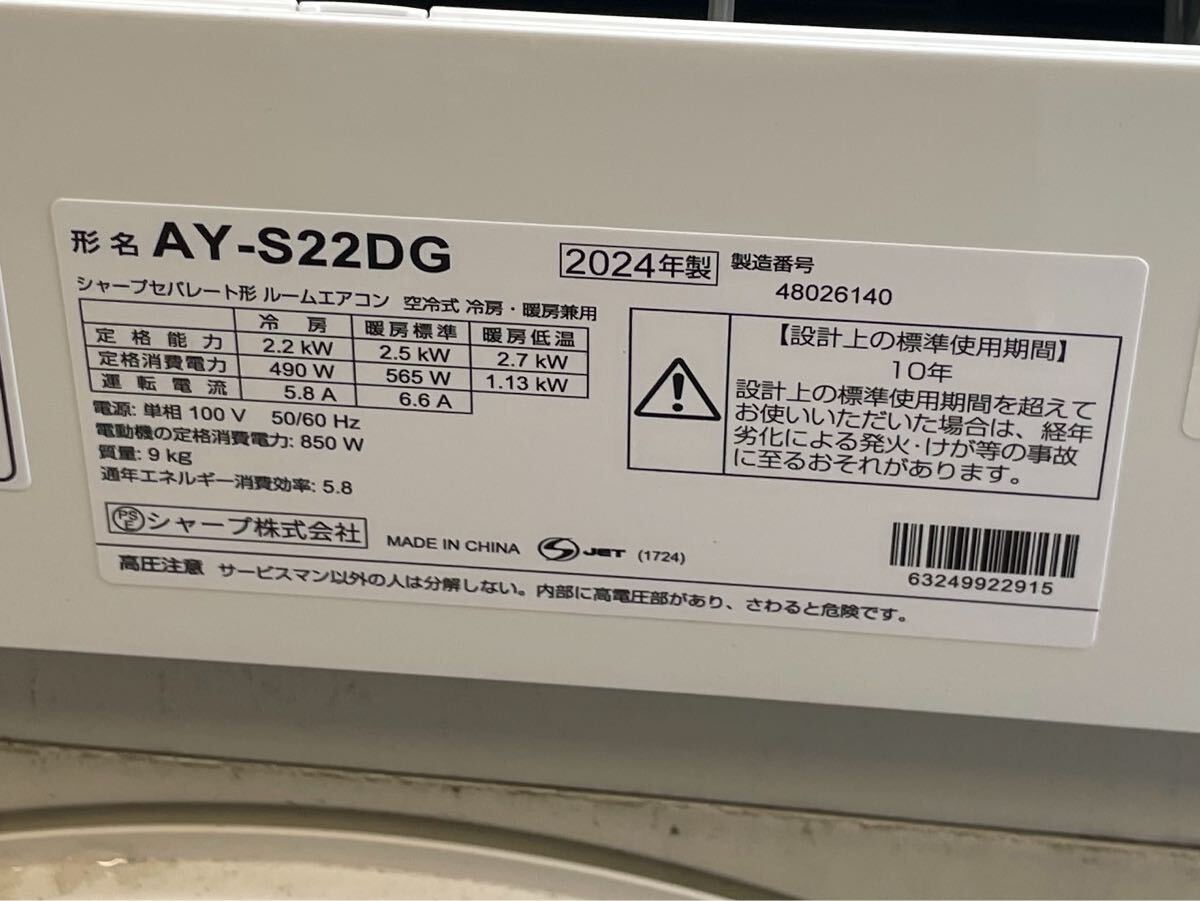 形名 AY-S22DG
2024年製 製造番号
48026140
シャープセパレート形 ルームエアコン 空冷式 冷房・暖房兼用
冷房 暖房標準 暖房低温
定格能力 2.2 kW 2.5 kW 2.7 kW
定格消費電力 490 W 565 W 1.13 kW
運転電流 5.8 A 6.6 A
電源: 単相 100 V 50/60 Hz
電動機の定格消費電力: 850 W
質量: 9 kg
通年エネルギー消費効率: 5.8
【設計上の標準使用期間】
10年
設計上の標準使用期間を超えて
お使いいただいた場合は、経年
劣化による発火・けが等の事故
に至るおそれがあります。
PSE シャープ株式会社 MADE IN CHINA JET (1724)
63249922915
高圧注意 サービスマン以外の人は分解しない。内部に高電圧部があり、さわると危険です。